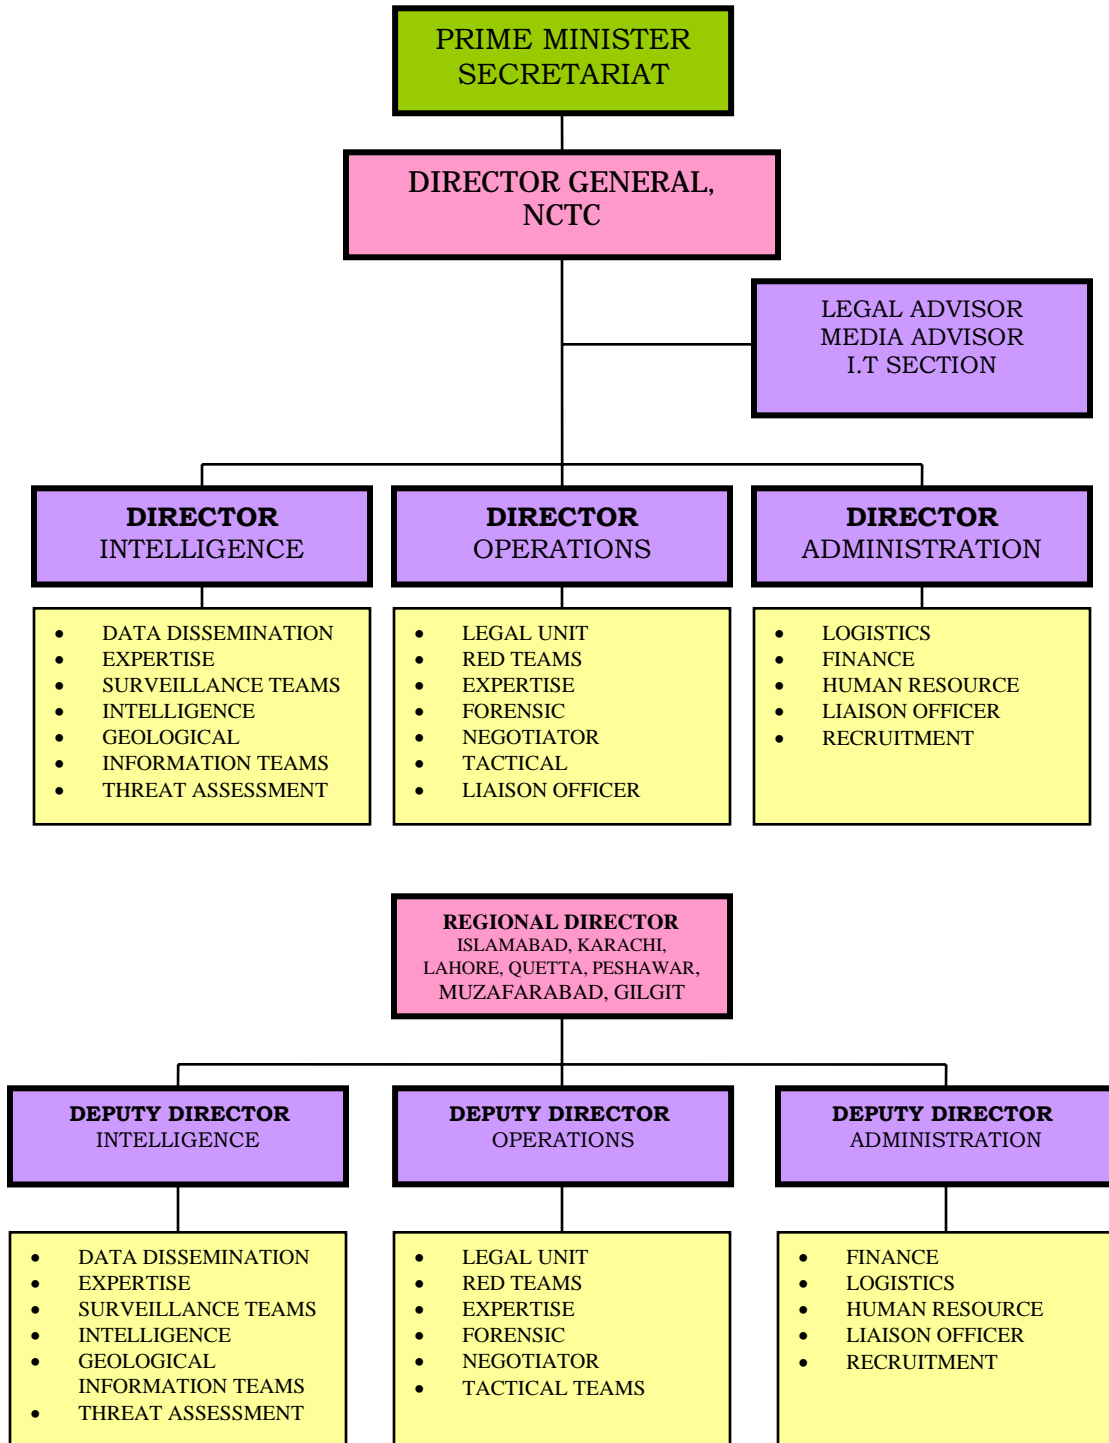 PRIME MINISTER
SECRETARIAT
DIRECTOR GENERAL,
NCTC
LEGAL ADVISOR
MEDIA ADVISOR
I.T SECTION
DIRECTOR
INTELLIGENCE
DIRECTOR
OPERATIONS
DIRECTOR
ADMINISTRATION
• DATA DISSEMINATION
• EXPERTISE
• SURVEILLANCE TEAMS
• INTELLIGENCE
• GEOLOGICAL
• INFORMATION TEAMS
• THREAT ASSESSMENT
• LEGAL UNIT
• RED TEAMS
• EXPERTISE
• FORENSIC
• NEGOTIATOR
• TACTICAL
• LIAISON OFFICER
• LOGISTICS
• FINANCE
• HUMAN RESOURCE
• LIAISON OFFICER
• RECRUITMENT
REGIONAL DIRECTOR
ISLAMABAD, KARACHI,
LAHORE, QUETTA, PESHAWAR,
MUZAFARABAD, GILGIT
DEPUTY DIRECTOR
INTELLIGENCE
DEPUTY DIRECTOR
OPERATIONS
DEPUTY DIRECTOR
ADMINISTRATION
• DATA DISSEMINATION
• EXPERTISE
• SURVEILLANCE TEAMS
• INTELLIGENCE
• GEOLOGICAL
INFORMATION TEAMS
• THREAT ASSESSMENT
• LEGAL UNIT
• RED TEAMS
• EXPERTISE
• FORENSIC
• NEGOTIATOR
• TACTICAL TEAMS
• FINANCE
• LOGISTICS
• HUMAN RESOURCE
• LIAISON OFFICER
• RECRUITMENT